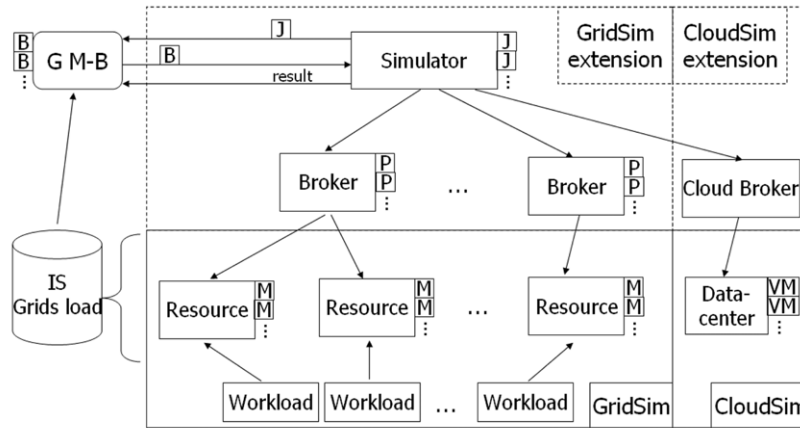 B
B
⋮
G M-B
J
B
result
Simulator
J
J
⋮
GridSim
extension
CloudSim
extension
Broker
P
P
⋮
...
Broker
P
P
⋮
Cloud Broker
IS
Grids load
Resource
M
M
⋮
Resource
M
M
⋮
...
Resource
M
M
⋮
Data-
center
VM
VM
⋮
Workload
Workload
...
Workload
GridSim
CloudSim